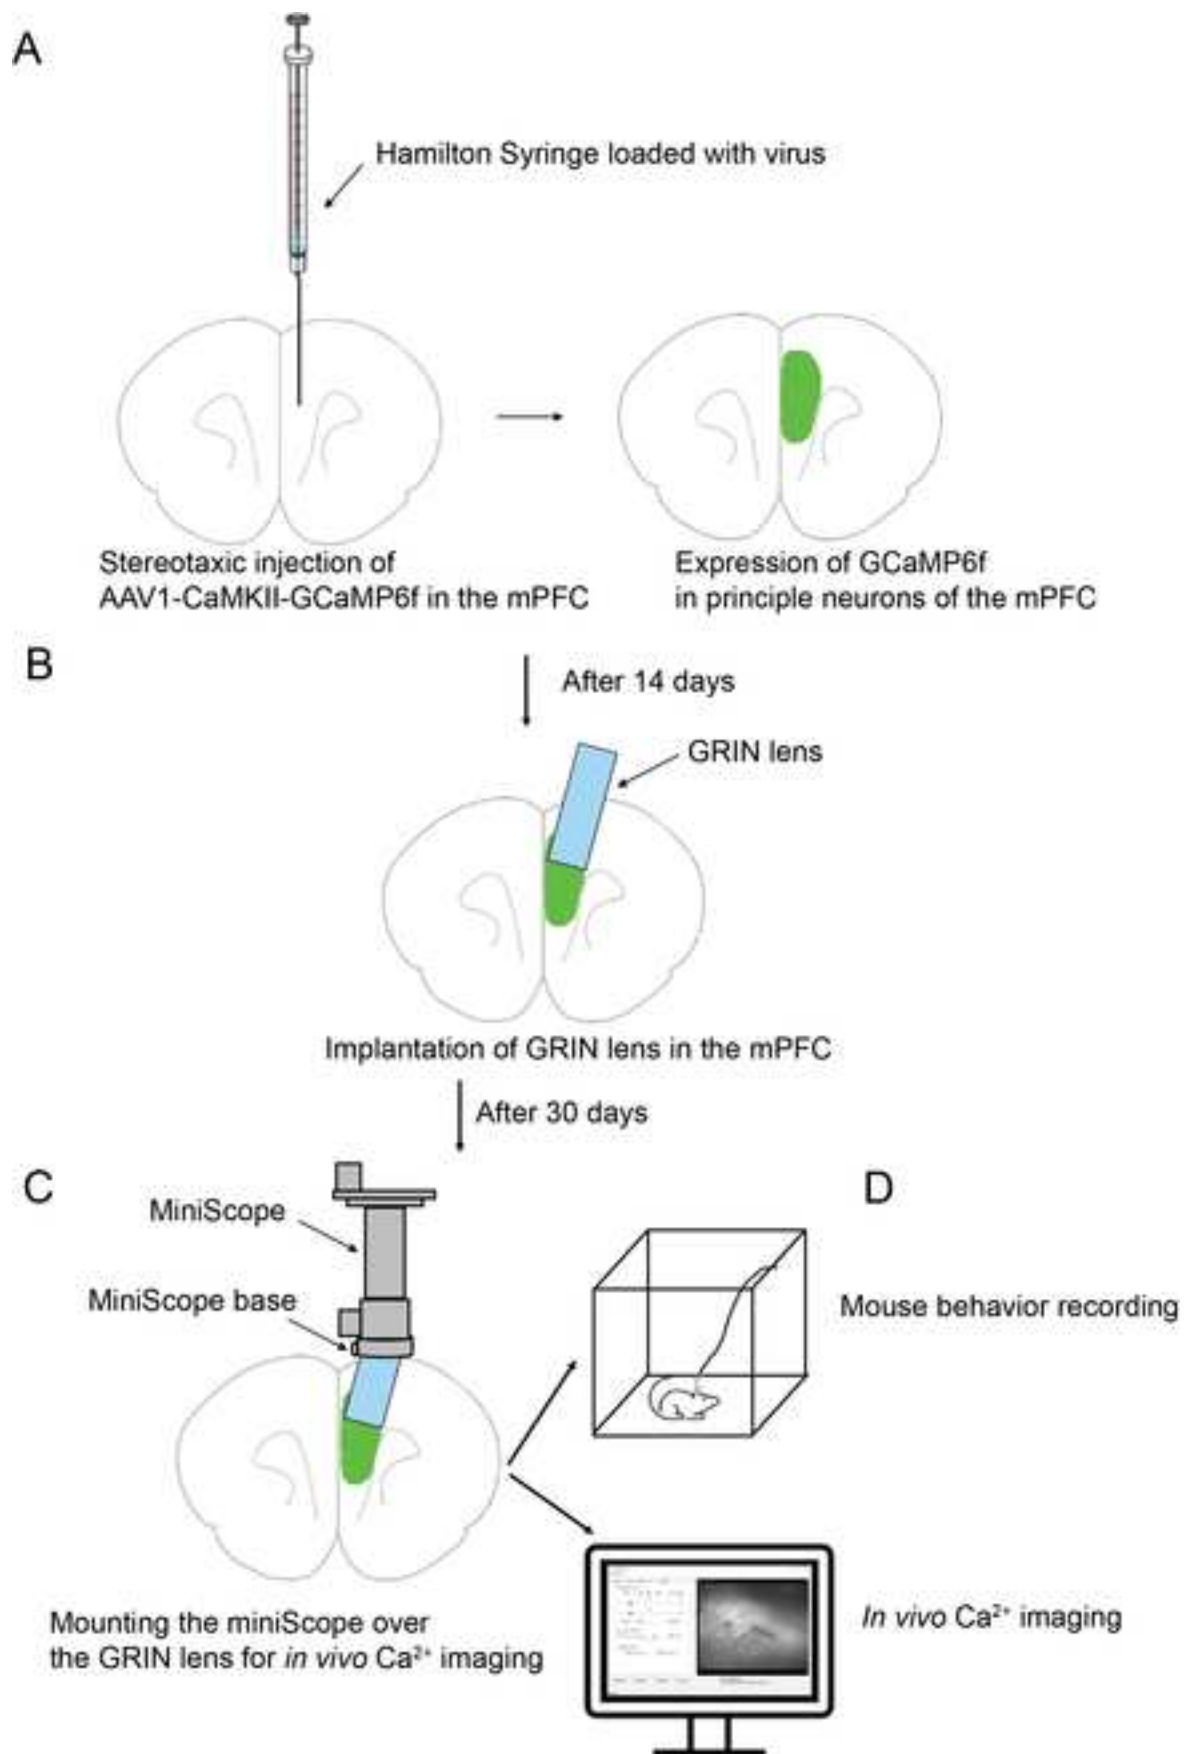 A
Hamilton Syringe loaded with virus
Stereotaxic injection of
AAV1-CaMKII-GCaMP6f in the mPFC
Expression of GCaMP6f
in principle neurons of the mPFC
B
After 14 days
GRIN lens
Implantation of GRIN lens in the mPFC
After 30 days
C
MiniScope
MiniScope base
Mounting the miniScope over
the GRIN lens for in vivo Ca²⁺ imaging
D
Mouse behavior recording
In vivo Ca²⁺ imaging